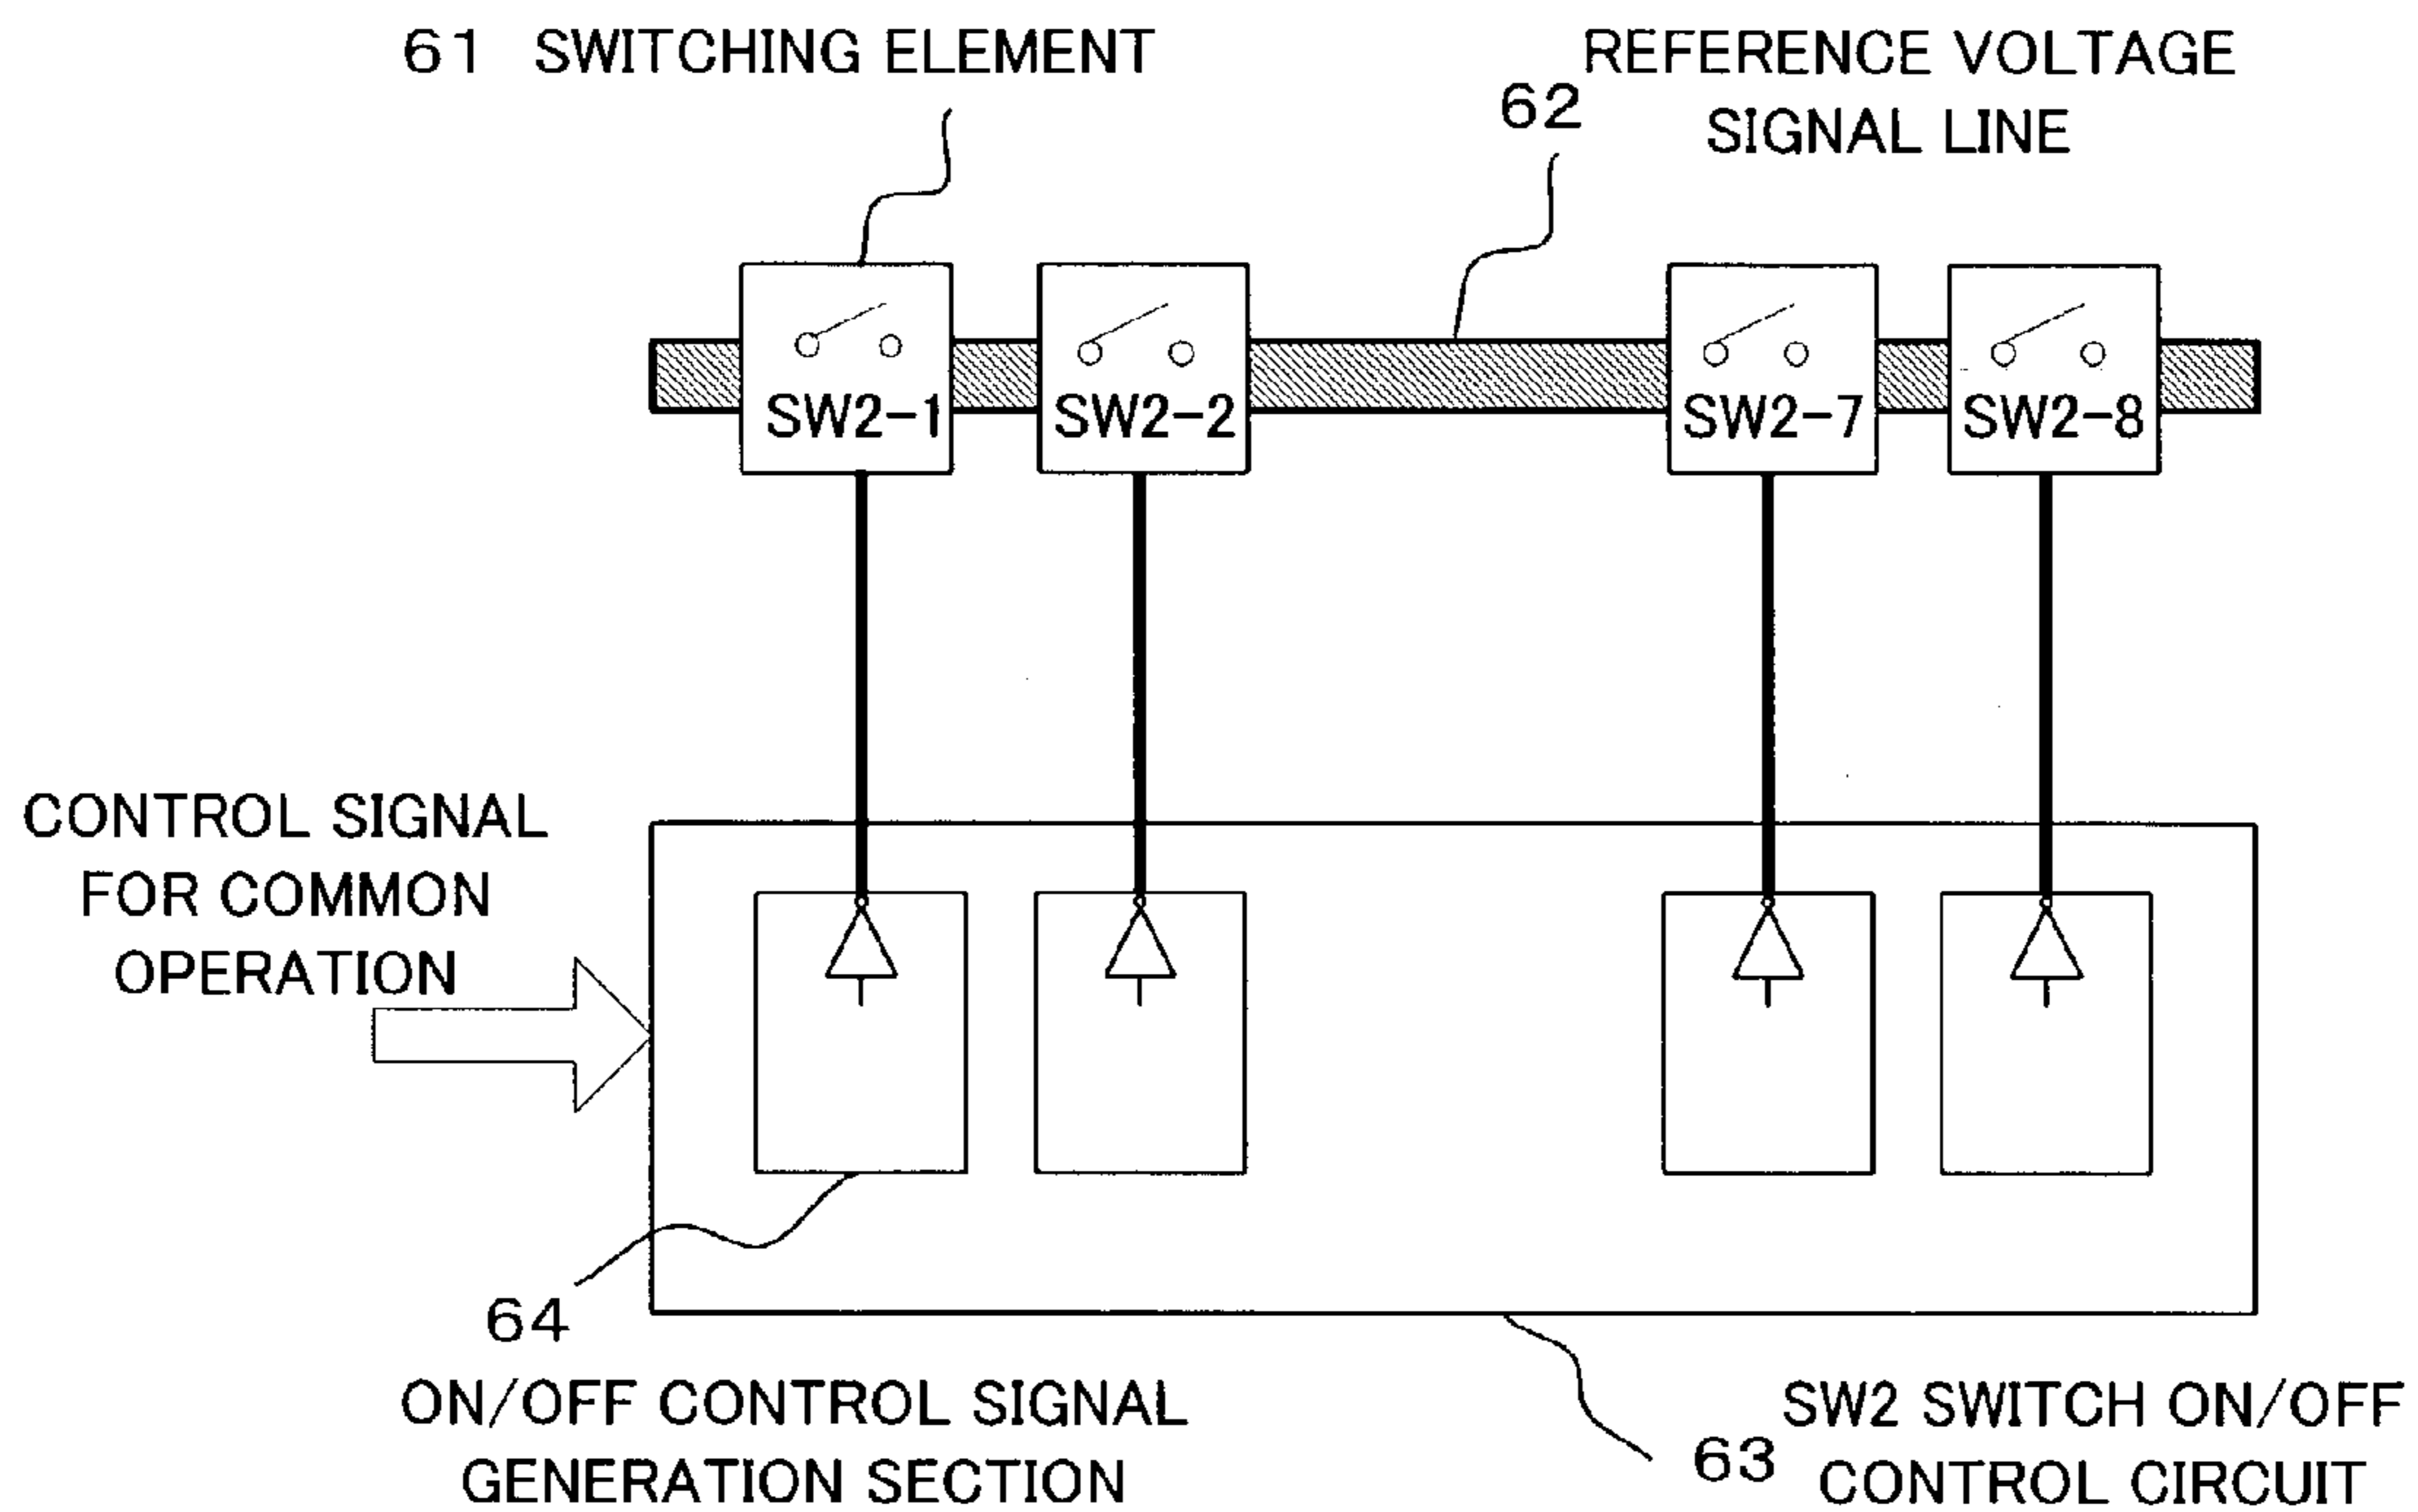 61 SWITCHING ELEMENT
REFERENCE VOLTAGE
62
SIGNAL LINE
SW2-1
SW2-2
SW2-7
SW2-8
CONTROL SIGNAL
FOR COMMON
OPERATION
64
ON/OFF CONTROL SIGNAL
GENERATION SECTION
SW2 SWITCH ON/OFF
63 CONTROL CIRCUIT